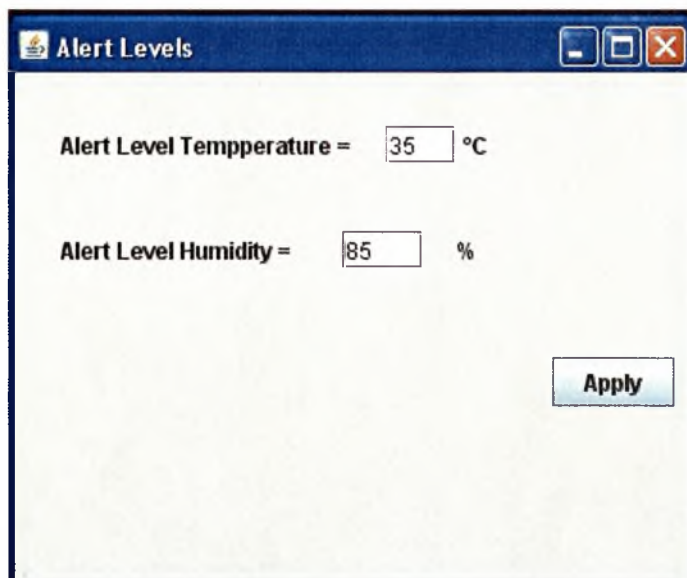 Alert Levels
Alert Level Tempperature = 35 °C
Alert Level Humidity = 85 %
Apply